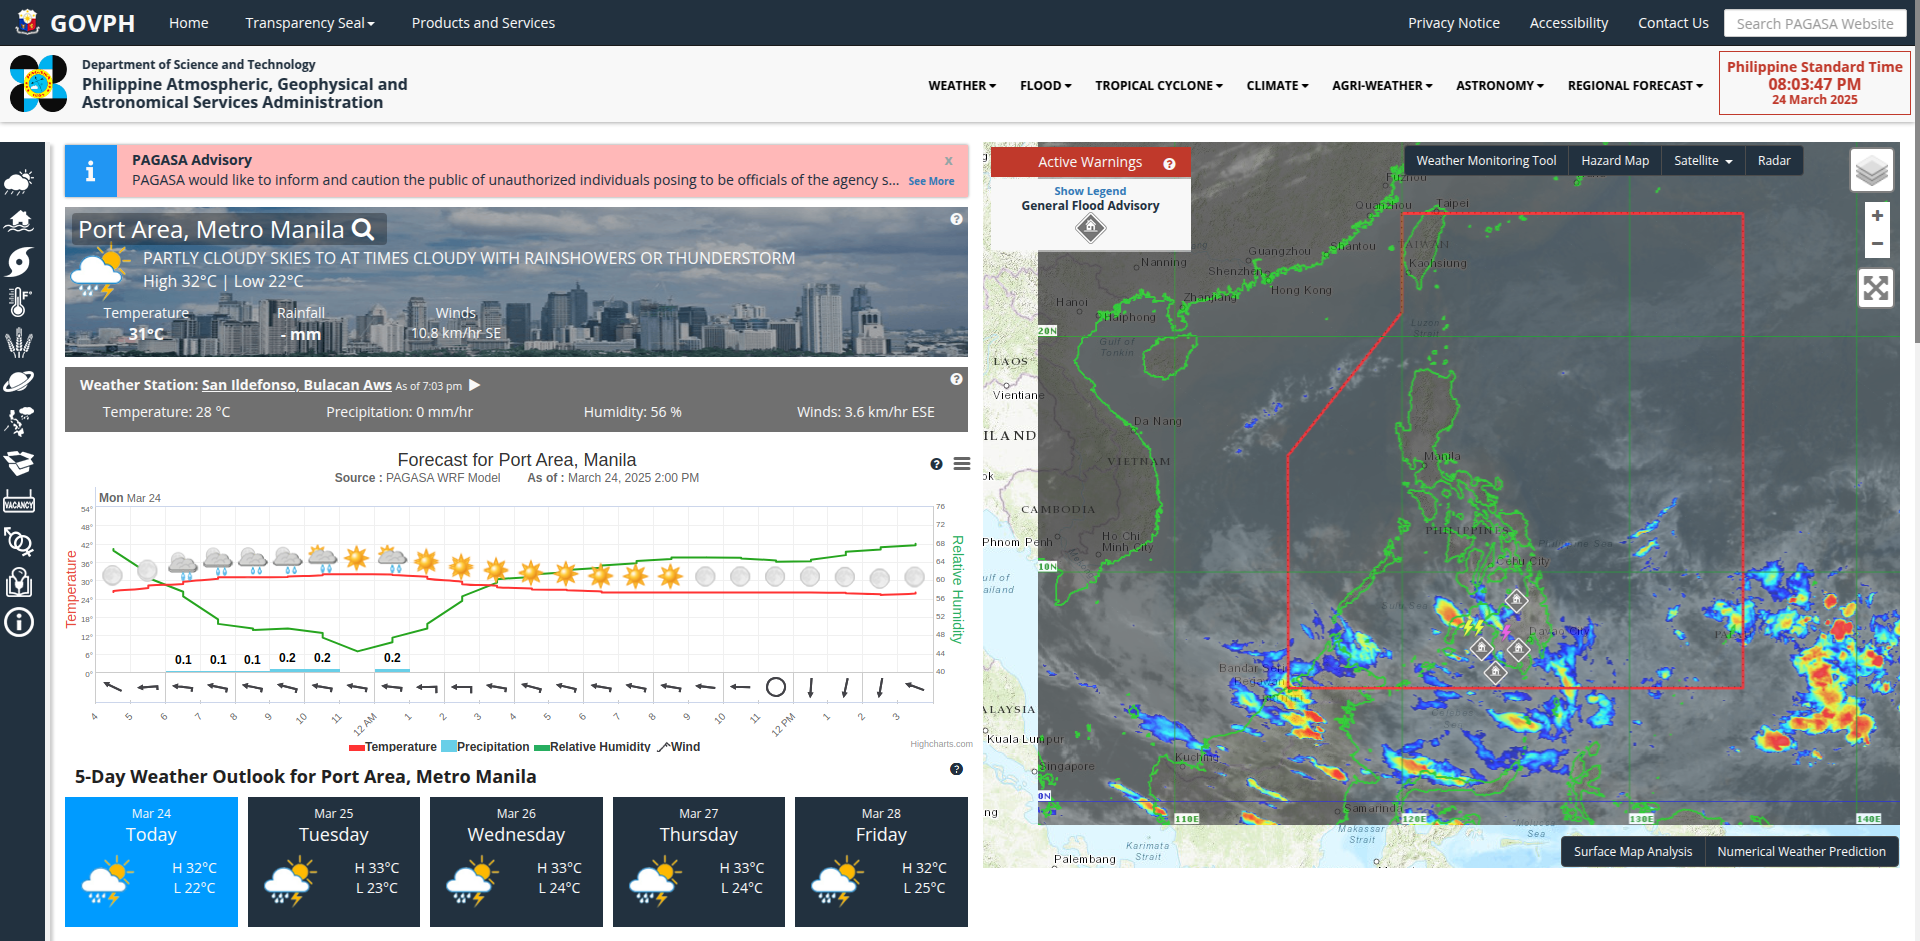 GOVPH
Home
Transparency Seal
Products and Services
Privacy Notice
Accessibility
Contact Us
Search PAGASA Website
Department of Science and Technology
Philippine Atmospheric, Geophysical and
Astronomical Services Administration
WEATHER
FLOOD
TROPICAL CYCLONE
CLIMATE
AGRI-WEATHER
ASTRONOMY
REGIONAL FORECAST
Philippine Standard Time
08:03:47 PM
24 March 2025
VACANCY
PAGASA Advisory
x
PAGASA would like to inform and caution the public of unauthorized individuals posing to be officials of the agency s... See More
Port Area, Metro Manila
PARTLY CLOUDY SKIES TO AT TIMES CLOUDY WITH RAINSHOWERS OR THUNDERSTORM
High 32°C | Low 22°C
Temperature
31°C
Rainfall
- mm
Winds
10.8 km/hr SE
Weather Station: San Ildefonso, Bulacan Aws As of 7:03 pm
Temperature: 28 °C
Precipitation: 0 mm/hr
Humidity: 56 %
Winds: 3.6 km/hr ESE
Forecast for Port Area, Manila
Source : PAGASA WRF Model As of : March 24, 2025 2:00 PM
Mon Mar 24
Temperature
54°
48°
42°
36°
30°
24°
18°
12°
6°
0°
76
72
68
64
60
56
52
48
44
40
Relative Humidity
0.1 0.1 0.1 0.2 0.2 0.2
4 5 6 7 8 9 10 11 12 AM 1 2 3 4 5 6 7 8 9 10 11 12 PM 1 2 3
Temperature Precipitation Relative Humidity Wind
Highcharts.com
5-Day Weather Outlook for Port Area, Metro Manila
Mar 24
Today
H 32°C
L 22°C
Mar 25
Tuesday
H 33°C
L 23°C
Mar 26
Wednesday
H 33°C
L 24°C
Mar 27
Thursday
H 33°C
L 24°C
Mar 28
Friday
H 32°C
L 25°C
Active Warnings
Show Legend
General Flood Advisory
Weather Monitoring Tool
Hazard Map
Satellite
Radar
+
−
Fuzhou
Quanzhou
Taipei
TAIWAN
Kaohsiung
Guangzhou
Shantou
Nanning
Shenzhen
Hong Kong
Zhanjiang
Hanoi
Haiphong
20N
Gulf of
Tonkin
Luzon
Strait
LAOS
Vientiane
Da Nang
VIETNAM
Manila
CAMBODIA
Phnom Penh
Ho Chi
Minh City
PHILIPPINES
Cebu City
10N
Sulu Sea
Davao City
Bandar Seri
Begawan
Kuala Lumpur
Kuching
Singapore
0N
110E
120E
130E
140E
Samarinda
Makassar
Strait
Karimata
Strait
Palembang
Surface Map Analysis
Numerical Weather Prediction